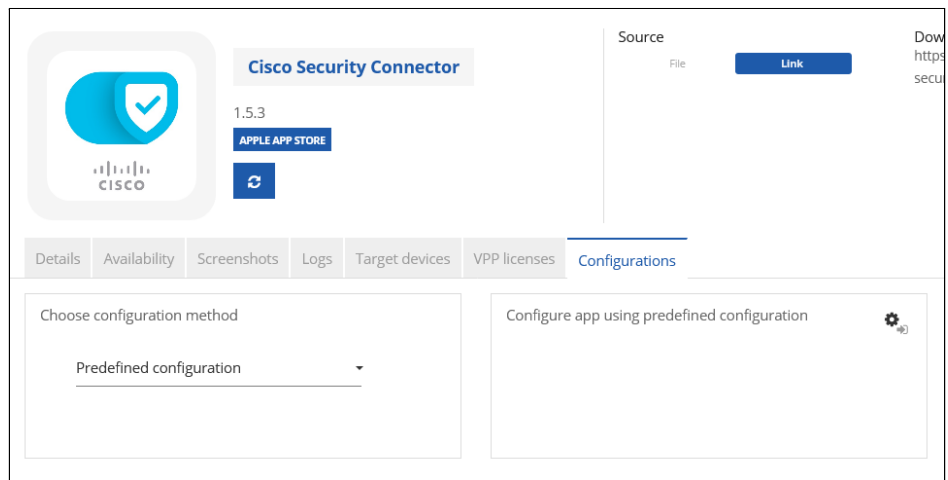 Cisco Security Connector
1.5.3
APPLE APP STORE
CISCO
Source
File Link
Dow
https
secur
Details Availability Screenshots Logs Target devices VPP licenses Configurations
Choose configuration method
Predefined configuration
Configure app using predefined configuration